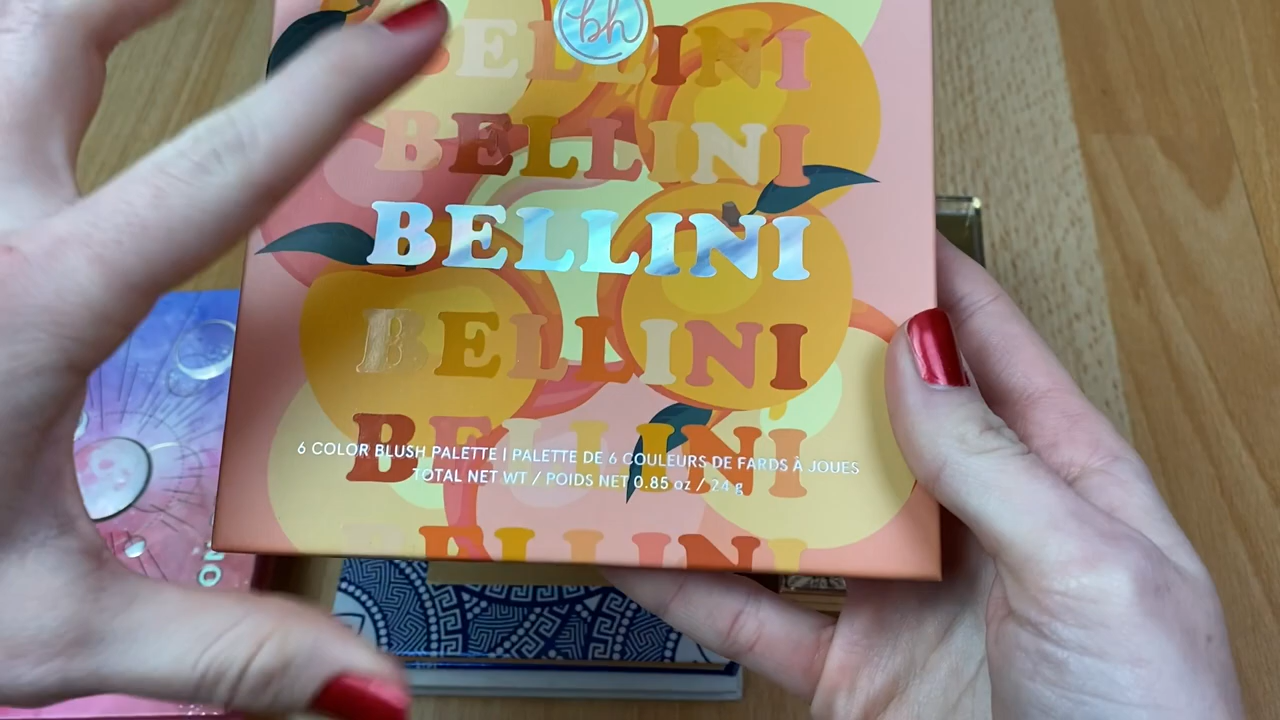 bh
BELLINI
BELLINI
BELLINI
BELLINI
BELLINI
6 COLOR BLUSH PALETTE | PALETTE DE 6 COULEURS DE FARDS À JOUES
TOTAL NET WT / POIDS NET 0.85 oz / 24 g
BELLINI